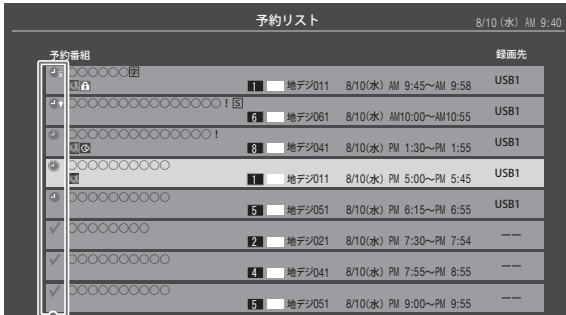 予約リスト
8/10 (水) AM 9:40
予約番組
録画先
○○○○○○字
1 地デジ011 8/10(水) AM 9:45～AM 9:58 USB1
○○○○○○○○○○○○○○○○!S
6 地デジ061 8/10(水) AM10:00～AM10:55 USB1
○○○○○○○○○○○○○○○!
8 地デジ041 8/10(水) PM 1:30～PM 1:55 USB1
○○○○○○○○○○
1 地デジ011 8/10(水) PM 5:00～PM 5:45 USB1
○○○○○○○○○○
5 地デジ051 8/10(水) PM 6:15～PM 6:55 USB1
○○○○○○○○
2 地デジ021 8/10(水) PM 7:30～PM 7:54 −−
○○○○○○○○○○
4 地デジ041 8/10(水) PM 7:55～PM 8:55 −−
○○○○○○○○○○
5 地デジ051 8/10(水) PM 9:00～PM 9:55 −−